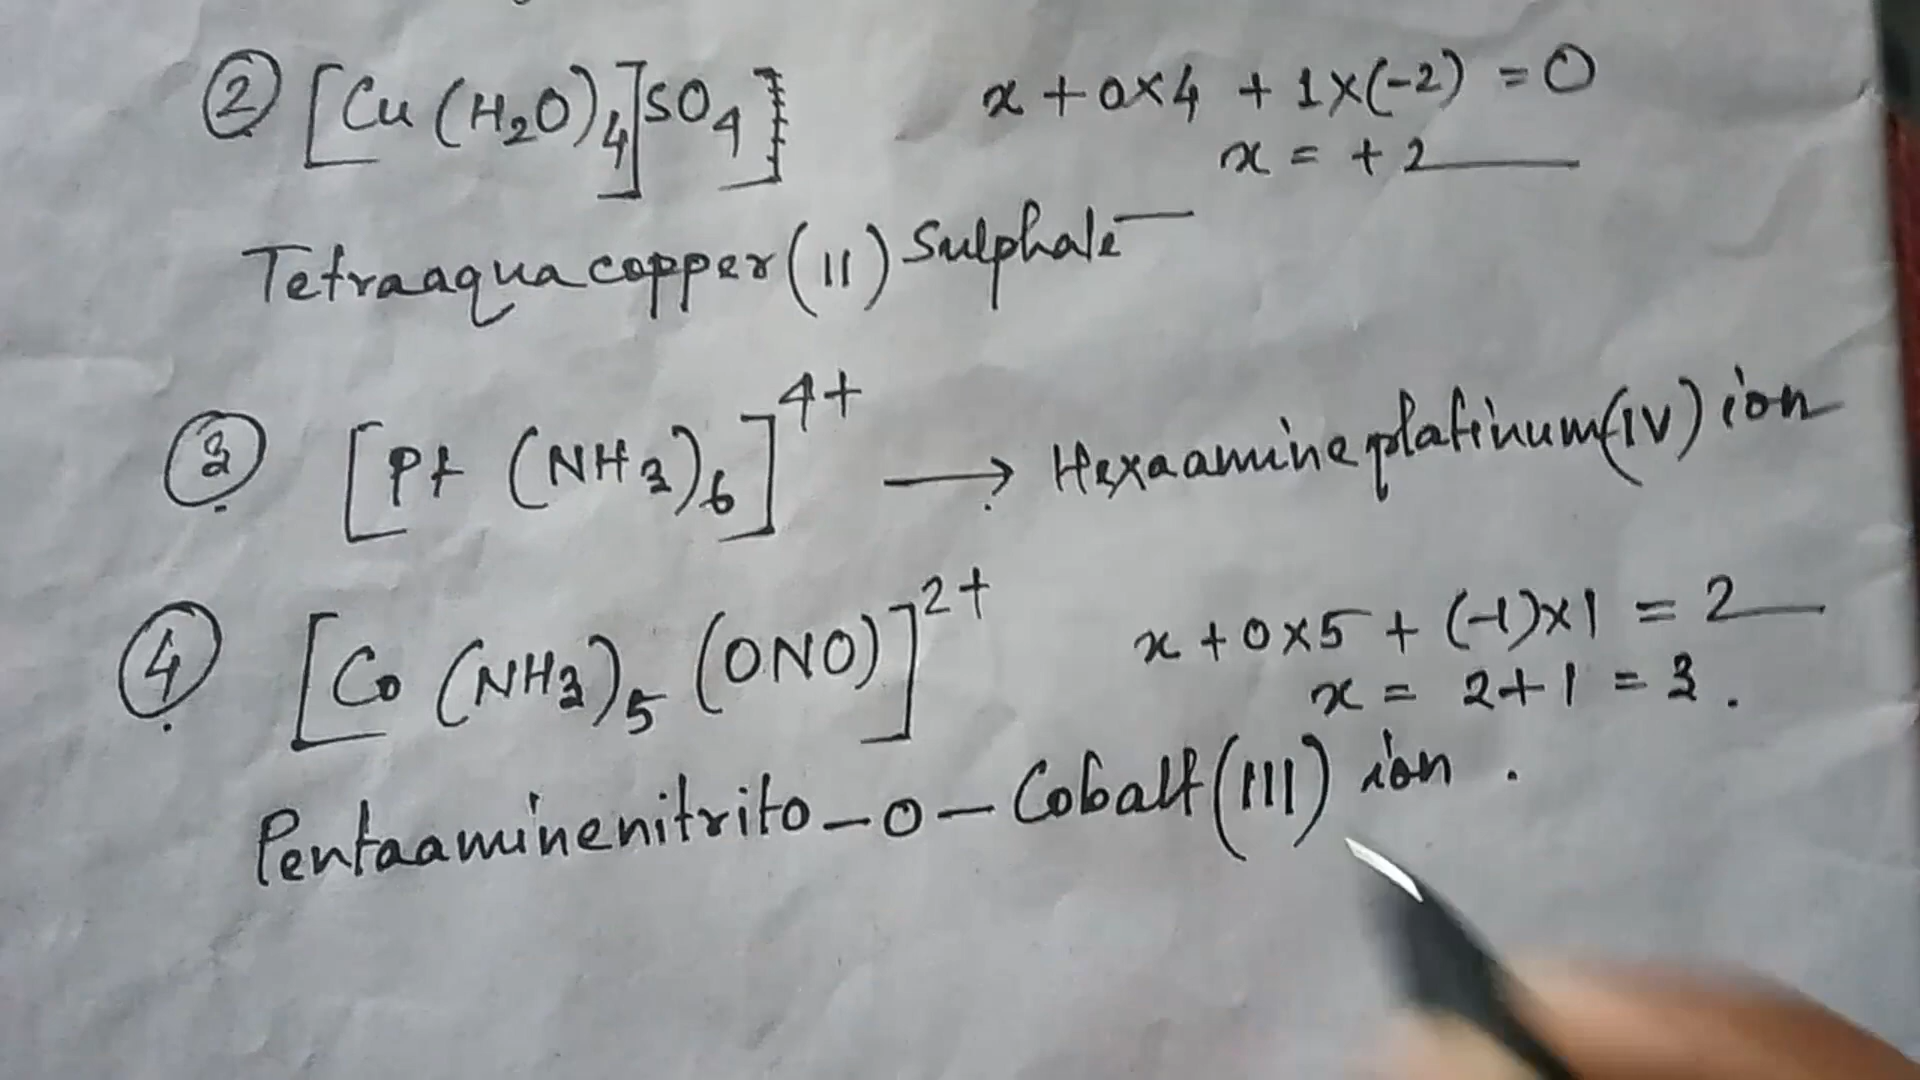 ② [Cu(H₂O)₄]SO₄] x + 0×4 + 1×(-2) = 0
x = +2
Tetraaquacopper(II) Sulphate
③ [Pt (NH₃)₆]⁴⁺ → Hexaamineplatinum(IV) ion
④ [Co (NH₃)₅ (ONO)]²⁺ x + 0×5 + (-1)×1 = 2
x = 2+1 = 3.
Pentaaminenitrito-O-Cobalt(III) ion.